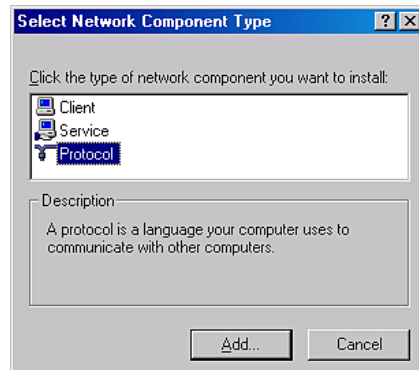 Select Network Component Type
Click the type of network component you want to install:
Client
Service
Protocol
Description
A protocol is a language your computer uses to
communicate with other computers.
Add... Cancel